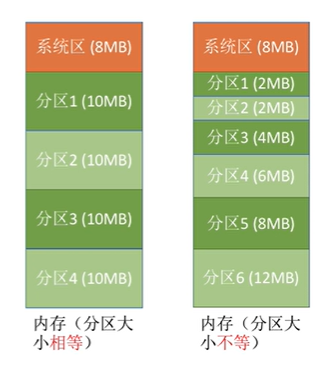 系统区 (8MB)
分区1 (10MB)
分区2 (10MB)
分区3 (10MB)
分区4 (10MB)
内存（分区大
小相等）
系统区 (8MB)
分区1 (2MB)
分区2 (2MB)
分区3 (4MB)
分区4 (6MB)
分区5 (8MB)
分区6 (12MB)
内存（分区大
小不等）